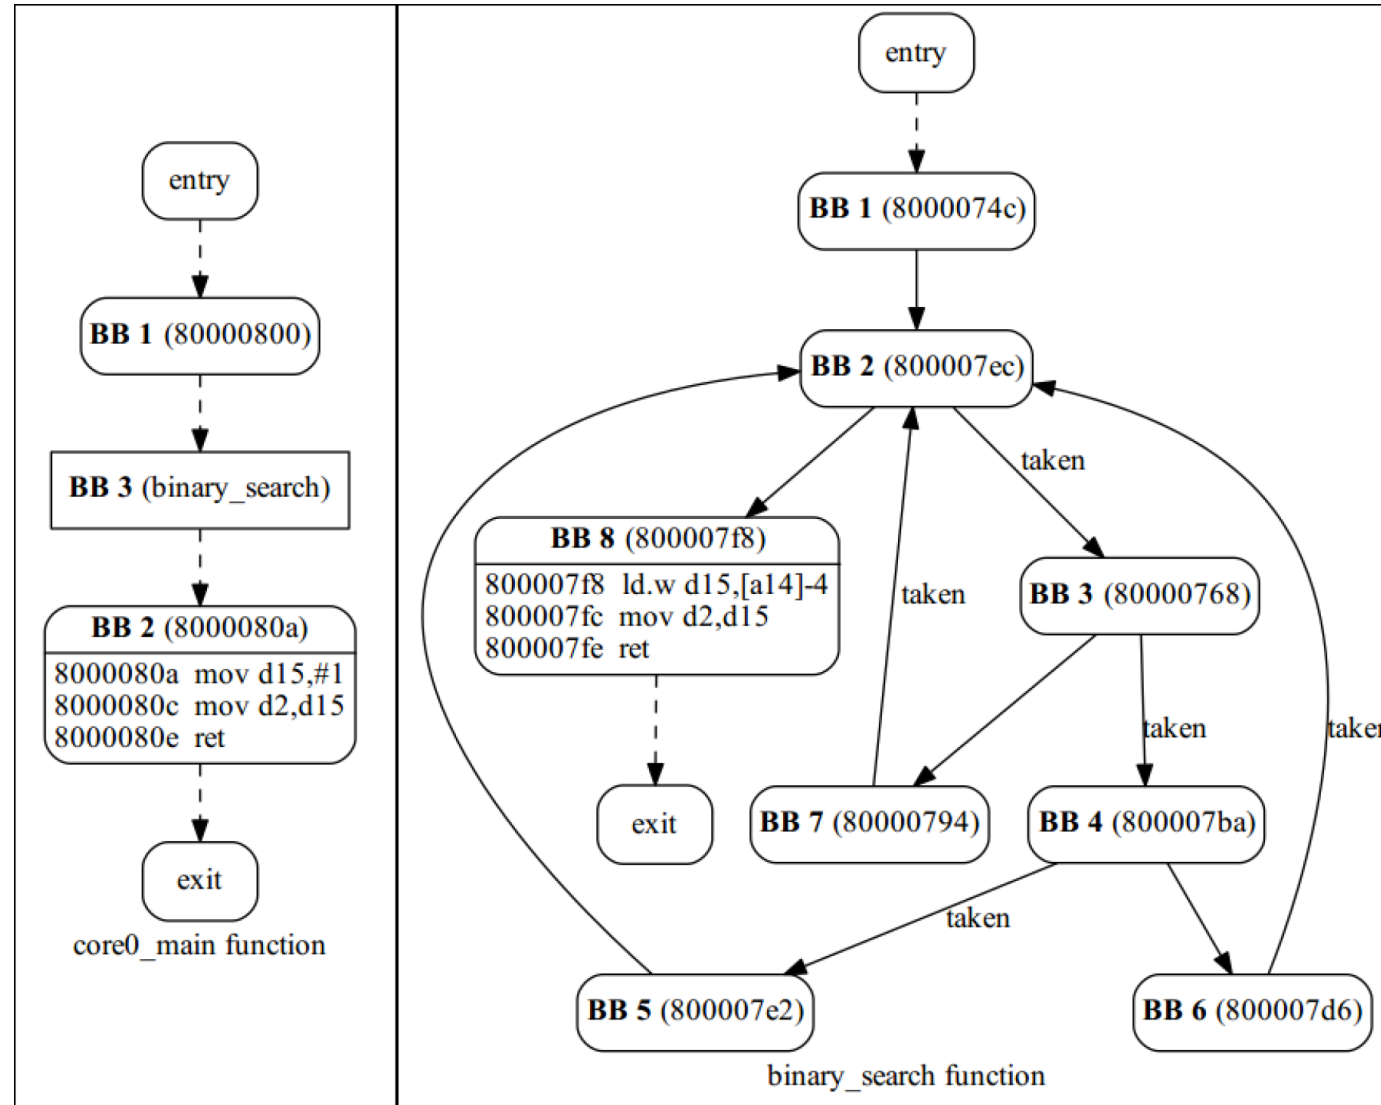 entry
BB 1 (80000800)
BB 3 (binary_search)
BB 2 (8000080a)
8000080a mov d15,#1
8000080c mov d2,d15
8000080e ret
exit
core0_main function
entry
BB 1 (8000074c)
BB 2 (800007ec)
taken
BB 8 (800007f8)
800007f8 ld.w d15,[a14]-4
800007fc mov d2,d15
800007fe ret
taken
BB 3 (80000768)
taken
taken
exit
BB 7 (80000794)
BB 4 (800007ba)
taken
BB 5 (800007e2)
BB 6 (800007d6)
binary_search function